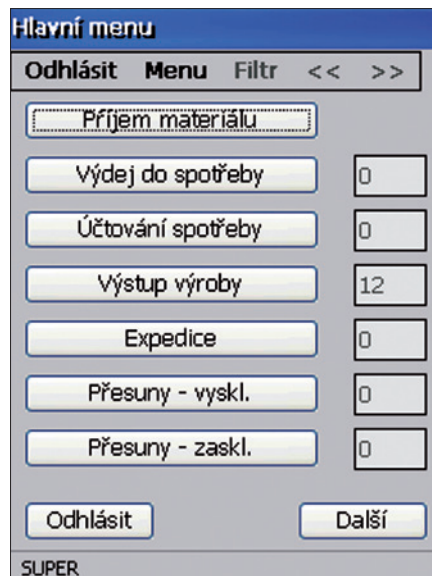 Hlavní menu
Odhlásit Menu Filtr << >>
Příjem materiálu
Výdej do spotřeby 0
Účtování spotřeby 0
Výstup výroby 12
Expedice 0
Přesuny - vyskl. 0
Přesuny - zaskl. 0
Odhlásit Další
SUPER